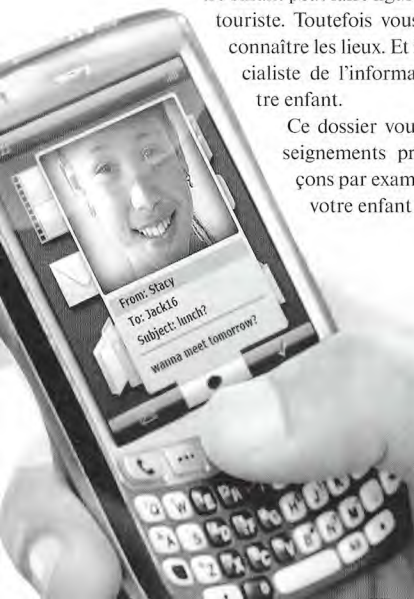 touriste. Toutefois vous
connaître les lieux. Et
cialiste de l'informa
tre enfant.
Ce dossier vou
seignements pr
çons par exam
votre enfant
From: Stacy
To: Jack16
Subject: lunch?
wanna meet tomorrow?